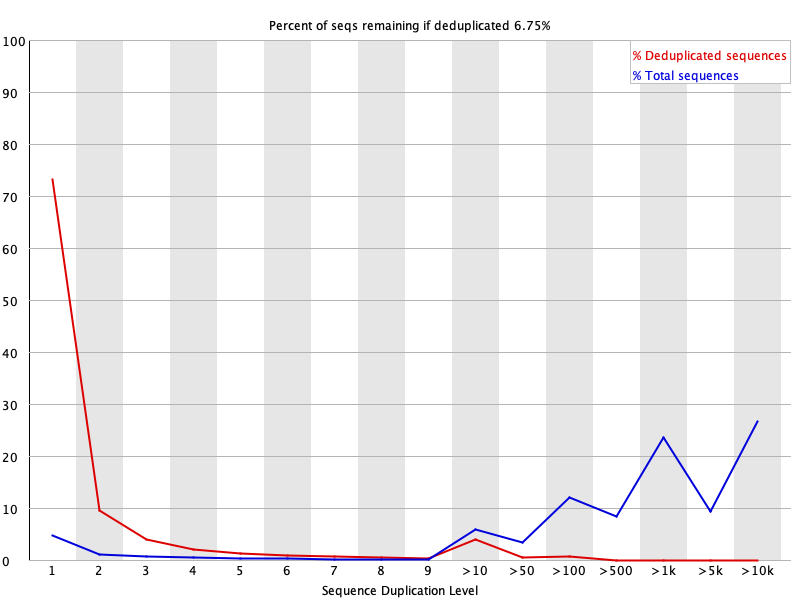 Percent of seqs remaining if deduplicated 6.75%
% Deduplicated sequences
% Total sequences
100
90
80
70
60
50
40
30
20
10
0
1 2 3 4 5 6 7 8 9 >10 >50 >100 >500 >1k >5k >10k
Sequence Duplication Level